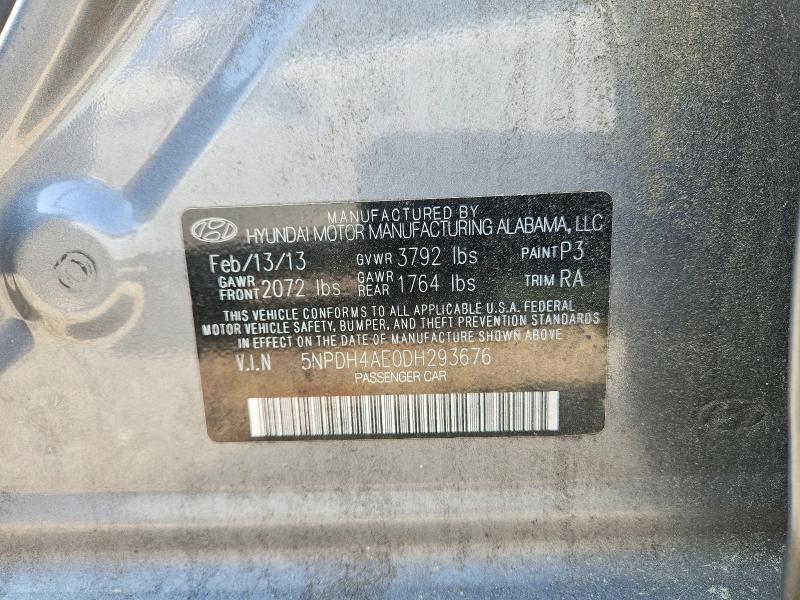 MANUFACTURED BY
HYUNDAI MOTOR MANUFACTURING ALABAMA, LLC
Feb/13/13 GVWR 3792 lbs PAINT P3
GAWR FRONT 2072 lbs GAWR REAR 1764 lbs TRIM RA
THIS VEHICLE CONFORMS TO ALL APPLICABLE U.S.A. FEDERAL
MOTOR VEHICLE SAFETY, BUMPER, AND THEFT PREVENTION STANDARDS
IN EFFECT ON THE DATE OF MANUFACTURE SHOWN ABOVE
V.I.N 5NPDH4AE0DH293676
PASSENGER CAR